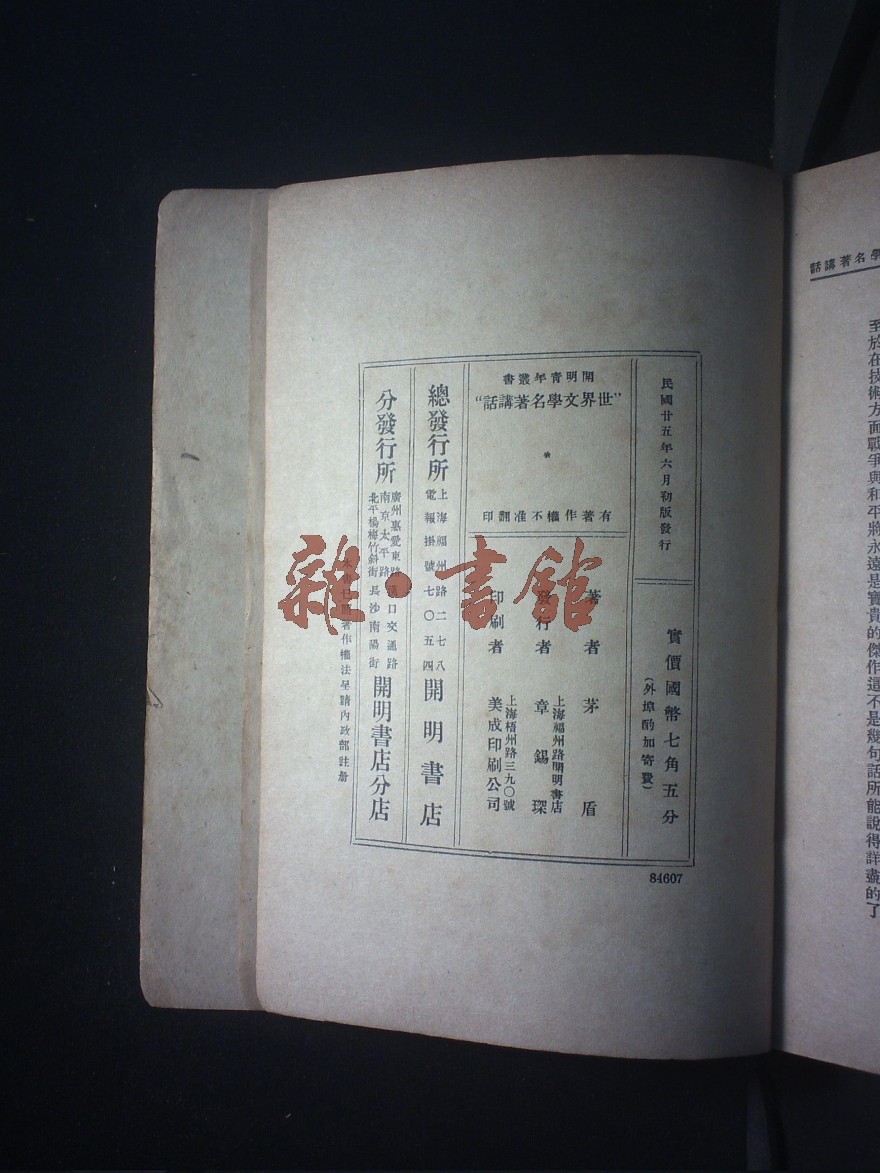 學名著講話
至於在技術方面戰爭與和平將永遠是寶貴的傑作這不是幾句話所能說得詳盡的了
民國廿五年六月初版發行
實價國幣七角五分
(外埠酌加寄費)
開明青年叢書
“世界文學名著講話”
有著作權不准翻印
著者 茅盾
發行者 章錫琛
上海福州路開明書店
印刷者 美成印刷公司
上海梧州路三九〇號
總發行所 上海福州路二七八 電報掛號七〇五四 開明書店
分發行所
廣州惠愛東路 漢口交通路
南京太平路
北平楊梅竹斜街 長沙南陽街
開明書店分店
著作權法呈請內政部註冊
84607
雜·書館